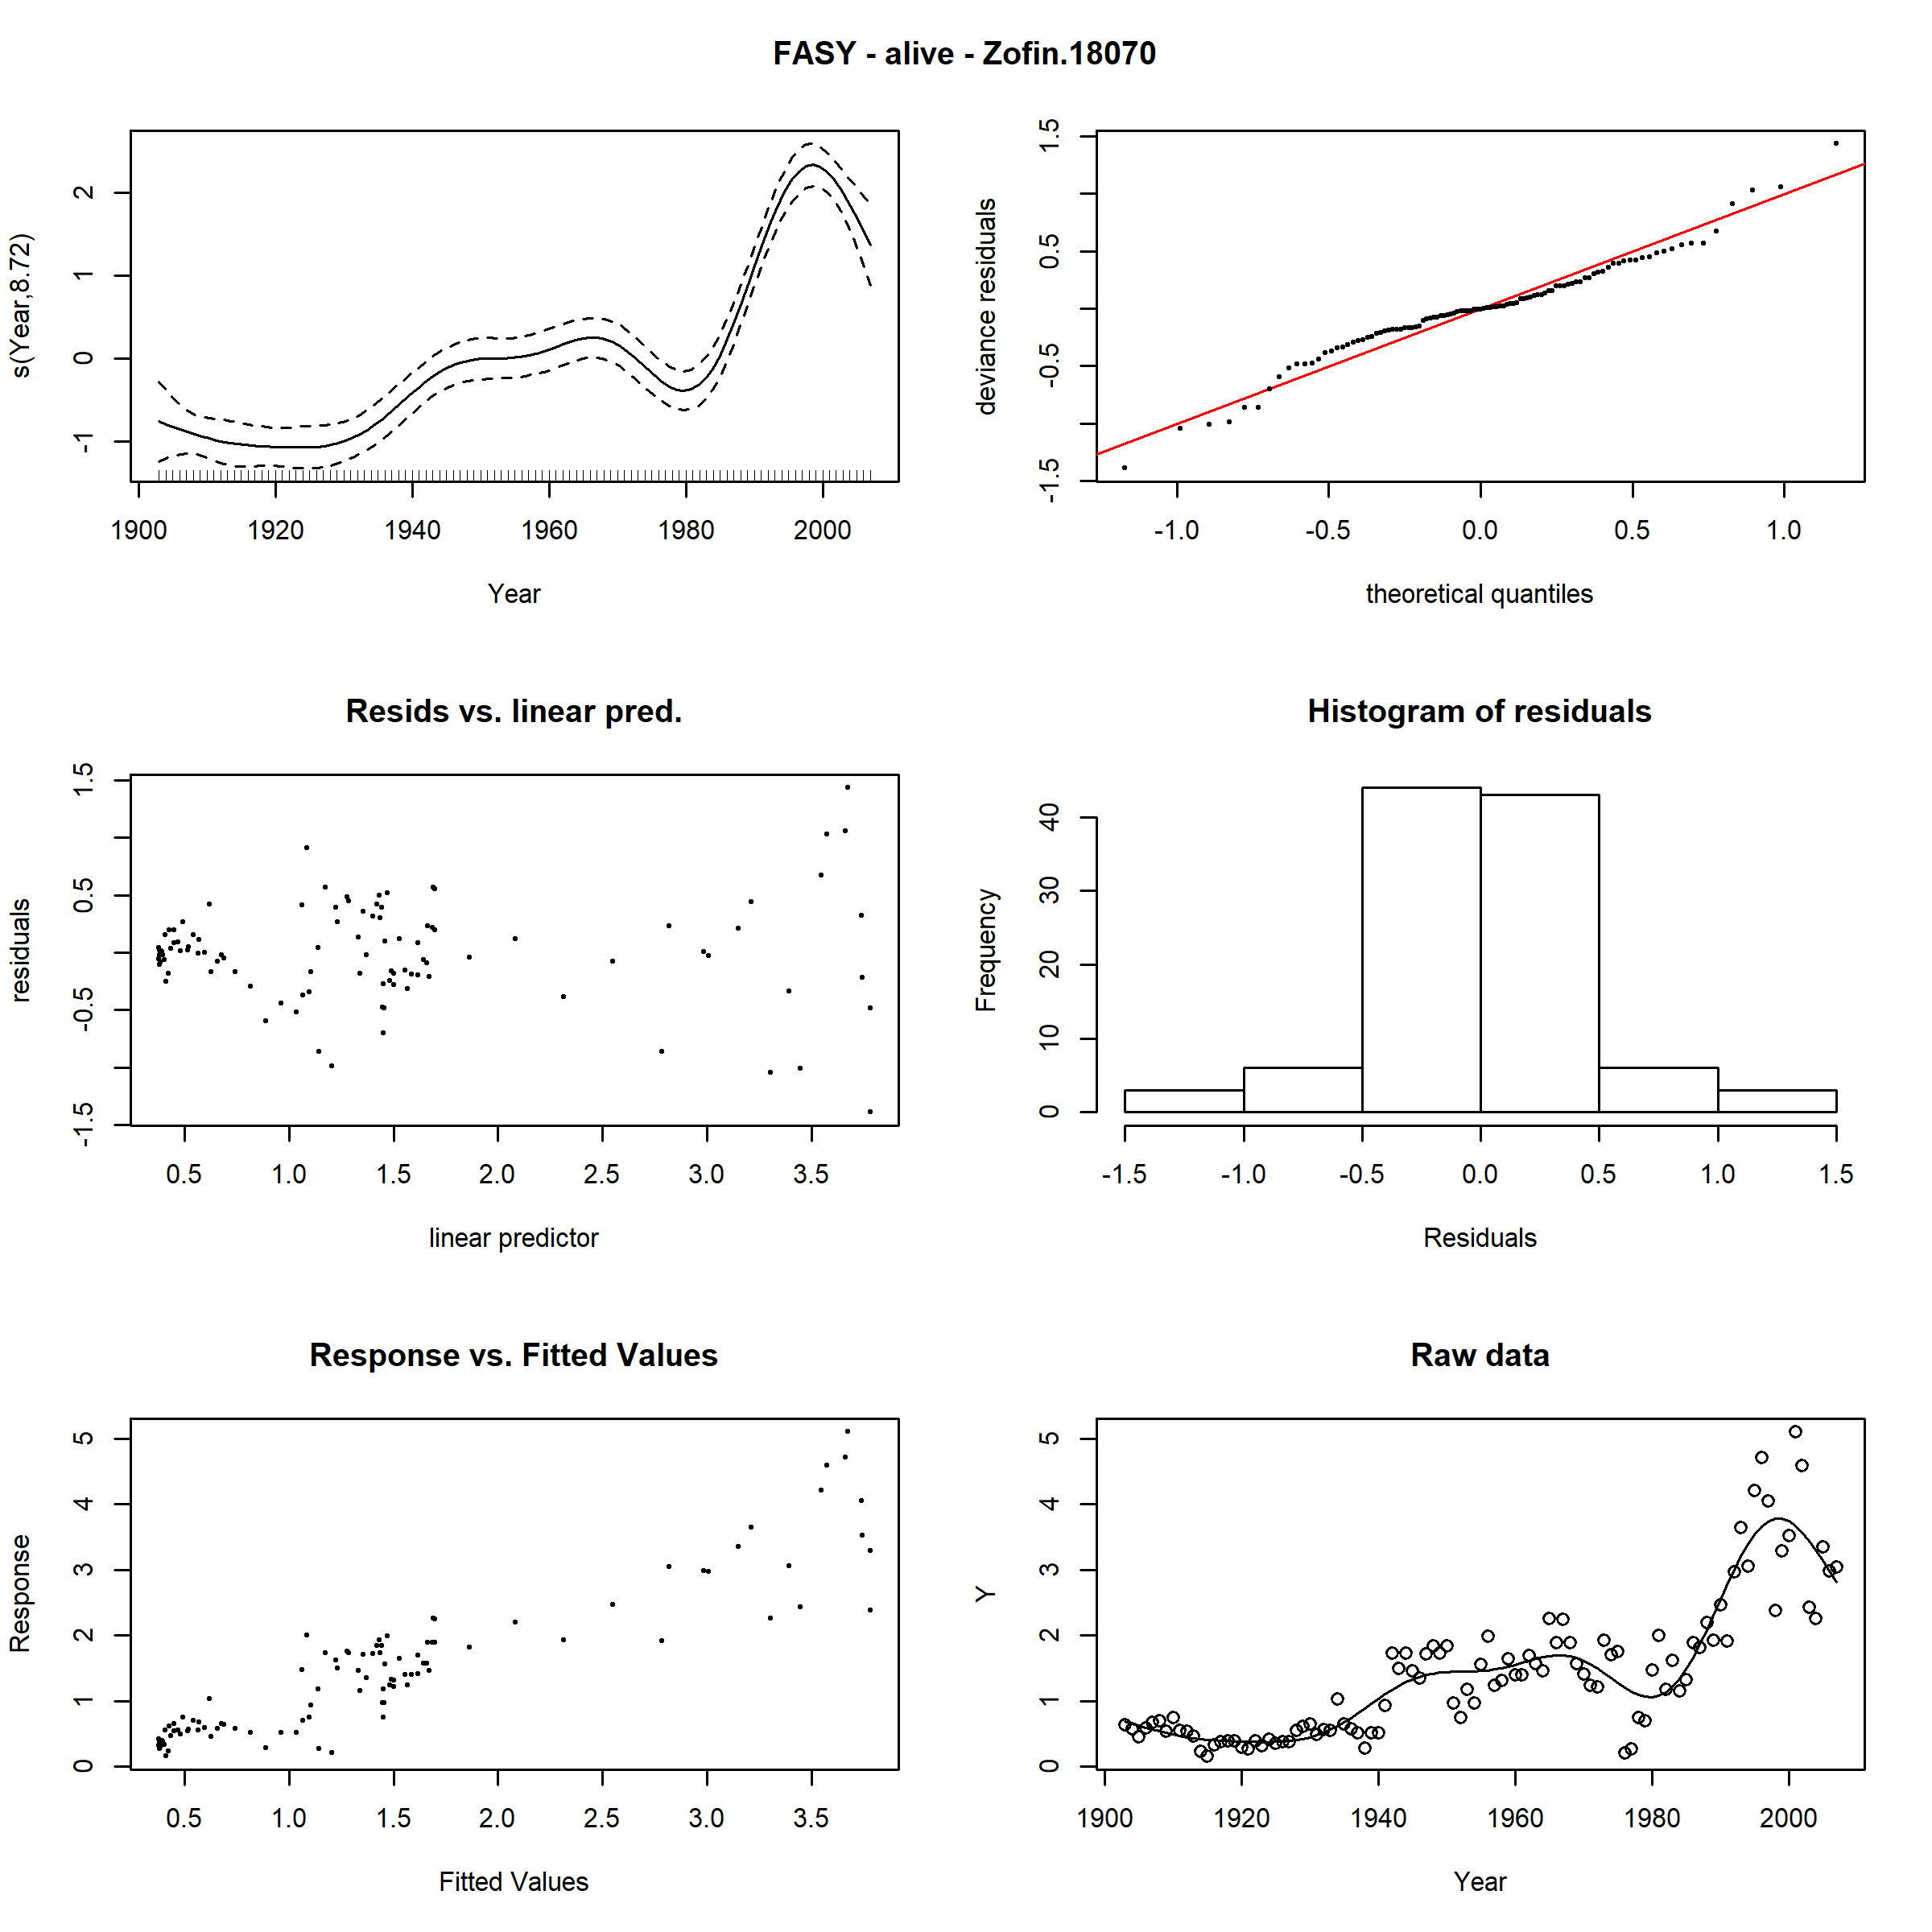 FASY - alive - Zofin.18070
s(Year,8.72)
2
1
0
-1
1900 1920 1940 1960 1980 2000
Year
deviance residuals
1.5
0.5
-0.5
-1.5
-1.0 -0.5 0.0 0.5 1.0
theoretical quantiles
Resids vs. linear pred.
residuals
1.5
0.5
-0.5
-1.5
0.5 1.0 1.5 2.0 2.5 3.0 3.5
linear predictor
Histogram of residuals
Frequency
40
30
20
10
0
-1.5 -1.0 -0.5 0.0 0.5 1.0 1.5
Residuals
Response vs. Fitted Values
Response
5
4
3
2
1
0
0.5 1.0 1.5 2.0 2.5 3.0 3.5
Fitted Values
Raw data
Y
5
4
3
2
1
0
1900 1920 1940 1960 1980 2000
Year